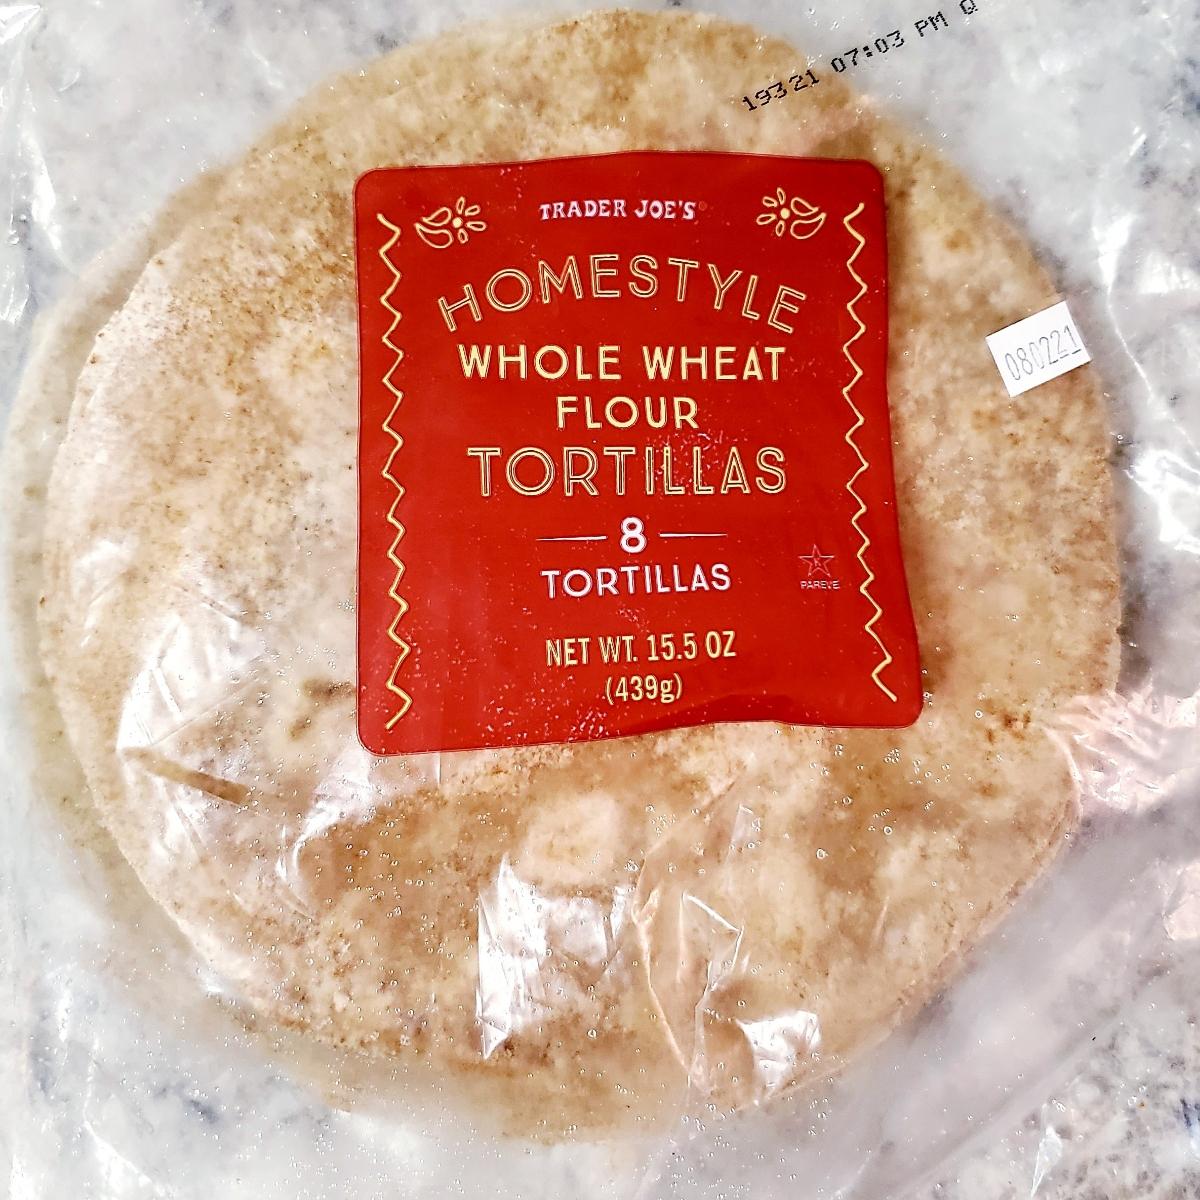 19321 07:03 PM Q
TRADER JOE'S
HOMESTYLE
WHOLE WHEAT
FLOUR
TORTILLAS
8
TORTILLAS
NET WT. 15.5 OZ
(439g)
PAREVE
080221